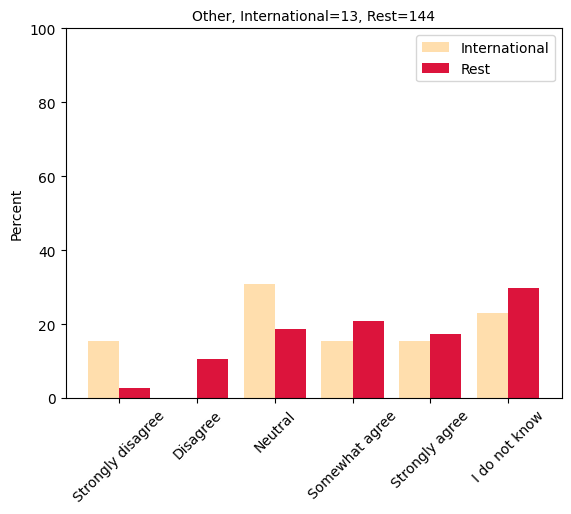 Other, International=13, Rest=144
International
Rest
Percent
100
80
60
40
20
0
Strongly disagree
Disagree
Neutral
Somewhat agree
Strongly agree
I do not know